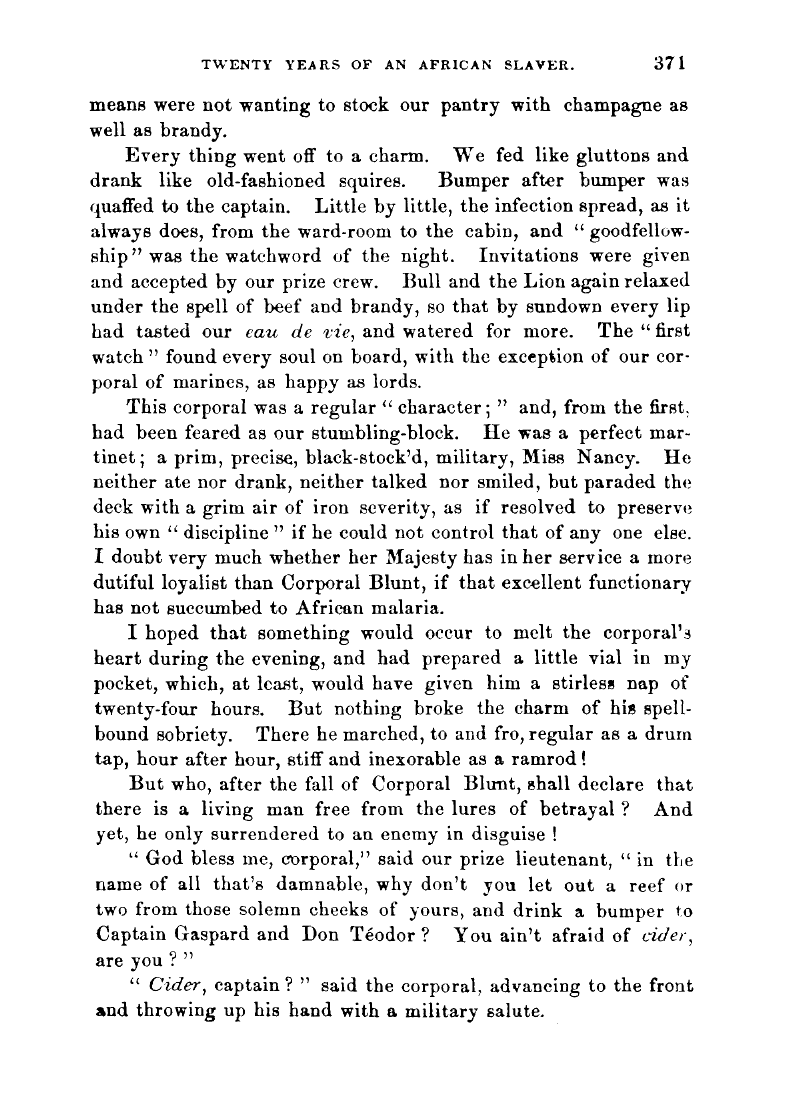 TWENTY YEARS OF AN AFRICAN SLAVER. 371
means were not wanting to stock our pantry with champagne as
well as brandy.
Every thing went off to a charm. We fed like gluttons and
drank like old-fashioned squires. Bumper after bumper was
quaffed to the captain. Little by little, the infection spread, as it
always does, from the ward-room to the cabin, and “goodfellow-
ship” was the watchword of the night. Invitations were given
and accepted by our prize crew. Bull and the Lion again relaxed
under the spell of beef and brandy, so that by sundown every lip
had tasted our eau de vie, and watered for more. The “first
watch” found every soul on board, with the exception of our cor-
poral of marines, as happy as lords.
This corporal was a regular “character;” and, from the first,
had been feared as our stumbling-block. He was a perfect mar-
tinet; a prim, precise, black-stock’d, military, Miss Nancy. He
neither ate nor drank, neither talked nor smiled, but paraded the
deck with a grim air of iron severity, as if resolved to preserve
his own “discipline” if he could not control that of any one else.
I doubt very much whether her Majesty has in her service a more
dutiful loyalist than Corporal Blunt, if that excellent functionary
has not succumbed to African malaria.
I hoped that something would occur to melt the corporal’s
heart during the evening, and had prepared a little vial in my
pocket, which, at least, would have given him a stirless nap of
twenty-four hours. But nothing broke the charm of his spell-
bound sobriety. There he marched, to and fro, regular as a drum
tap, hour after hour, stiff and inexorable as a ramrod!
But who, after the fall of Corporal Blunt, shall declare that
there is a living man free from the lures of betrayal? And
yet, he only surrendered to an enemy in disguise!
“God bless me, corporal,” said our prize lieutenant, “in the
name of all that’s damnable, why don’t you let out a reef or
two from those solemn cheeks of yours, and drink a bumper to
Captain Gaspard and Don Téodor? You ain’t afraid of cider,
are you?”
“Cider, captain?” said the corporal, advancing to the front
and throwing up his hand with a military salute.